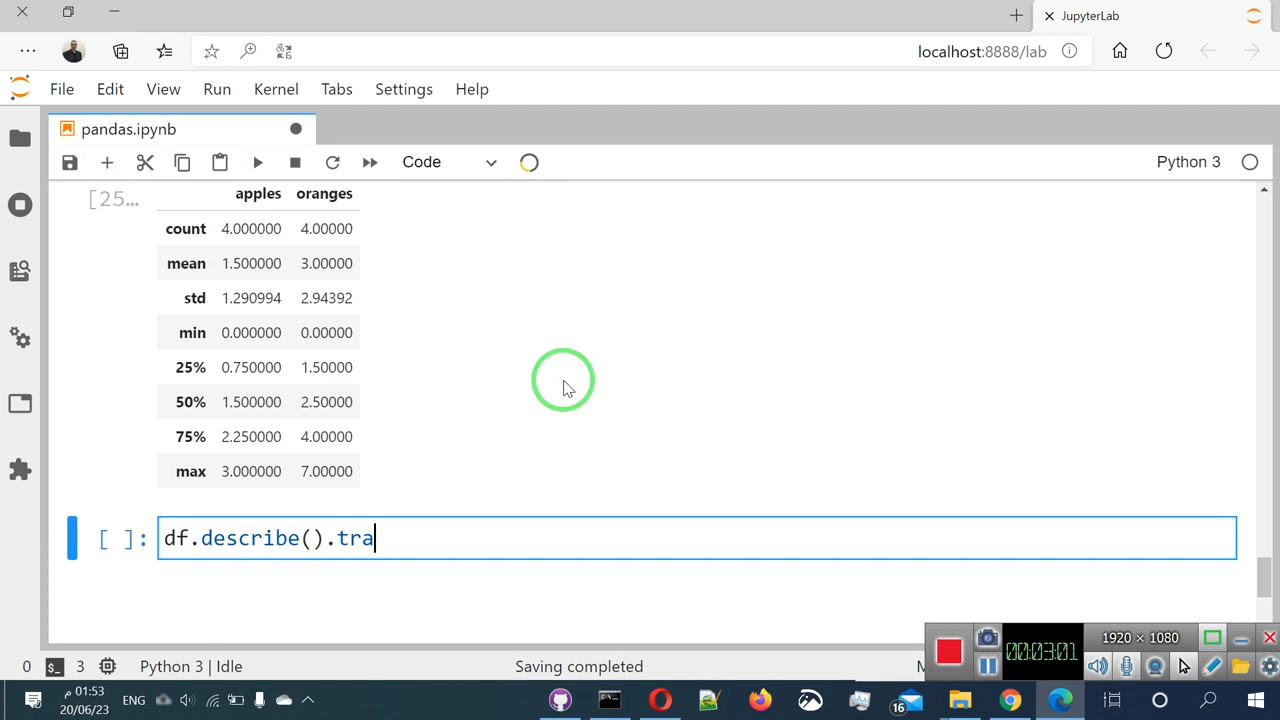 JupyterLab
localhost:8888/lab
File Edit View Run Kernel Tabs Settings Help
pandas.ipynb
Code
Python 3
[25...
apples oranges
count 4.000000 4.00000
mean 1.500000 3.00000
std 1.290994 2.94392
min 0.000000 0.00000
25% 0.750000 1.50000
50% 1.500000 2.50000
75% 2.250000 4.00000
max 3.000000 7.00000
[ ]: df.describe().tra
1920 × 1080
00:03:01
0 3 Python 3 | Idle Saving completed
01:53 م
20/06/23
ENG
16